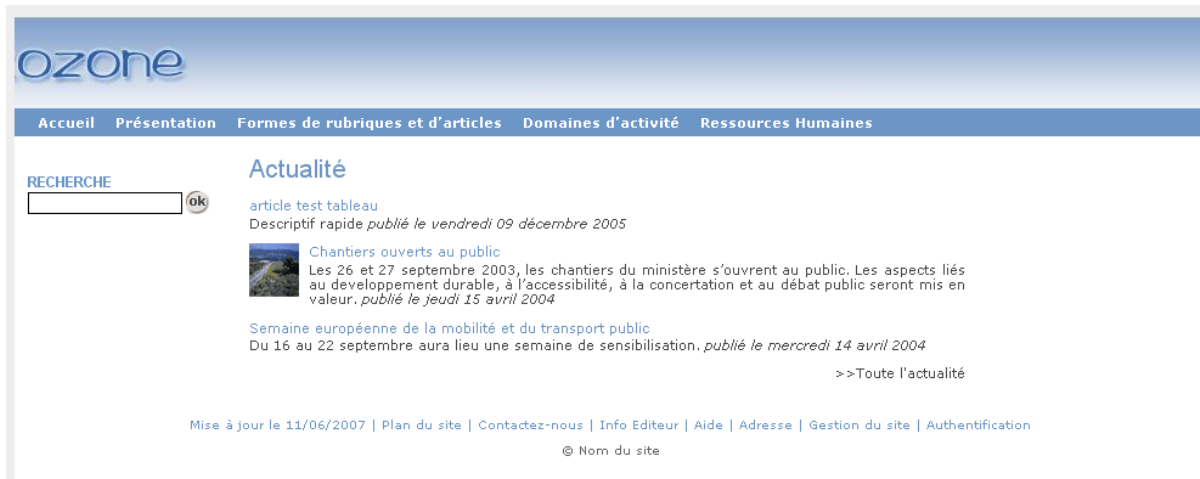 ozone
Accueil Présentation Formes de rubriques et d'articles Domaines d'activité Ressources Humaines
RECHERCHE
ok
Actualité
article test tableau
Descriptif rapide publié le vendredi 09 décembre 2005
Chantiers ouverts au public
Les 26 et 27 septembre 2003, les chantiers du ministère s'ouvrent au public. Les aspects liés
au developpement durable, à l'accessibilité, à la concertation et au débat public seront mis en
valeur. publié le jeudi 15 avril 2004
Semaine européenne de la mobilité et du transport public
Du 16 au 22 septembre aura lieu une semaine de sensibilisation. publié le mercredi 14 avril 2004
>>Toute l'actualité
Mise à jour le 11/06/2007 | Plan du site | Contactez-nous | Info Editeur | Aide | Adresse | Gestion du site | Authentification
© Nom du site